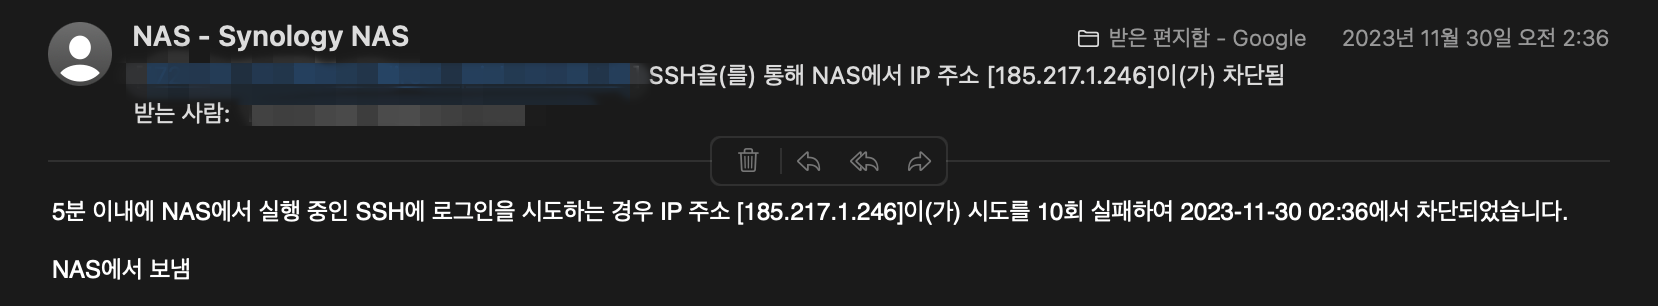 NAS - Synology NAS
받은 편지함 - Google 2023년 11월 30일 오전 2:36
SSH을(를) 통해 NAS에서 IP 주소 [185.217.1.246]이(가) 차단됨
받는 사람:
5분 이내에 NAS에서 실행 중인 SSH에 로그인을 시도하는 경우 IP 주소 [185.217.1.246]이(가) 시도를 10회 실패하여 2023-11-30 02:36에서 차단되었습니다.
NAS에서 보냄